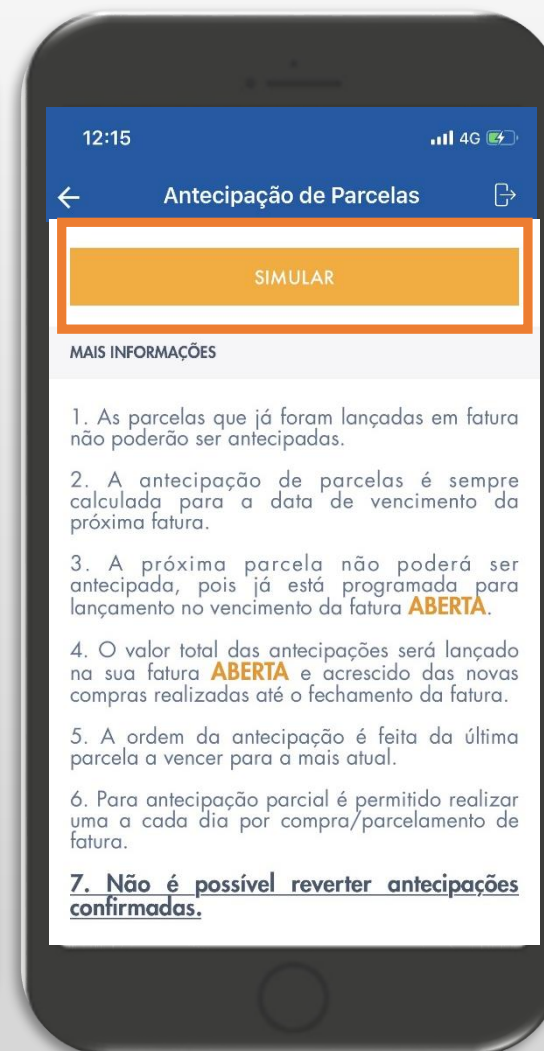 12:15
4G
Antecipação de Parcelas
SIMULAR
MAIS INFORMAÇÕES
1. As parcelas que já foram lançadas em fatura
não poderão ser antecipadas.
2. A antecipação de parcelas é sempre
calculada para a data de vencimento da
próxima fatura.
3. A próxima parcela não poderá ser
antecipada, pois já está programada para
lançamento no vencimento da fatura ABERTA.
4. O valor total das antecipações será lançado
na sua fatura ABERTA e acrescido das novas
compras realizadas até o fechamento da fatura.
5. A ordem da antecipação é feita da última
parcela a vencer para a mais atual.
6. Para antecipação parcial é permitido realizar
uma a cada dia por compra/parcelamento de
fatura.
7. Não é possível reverter antecipações
confirmadas.